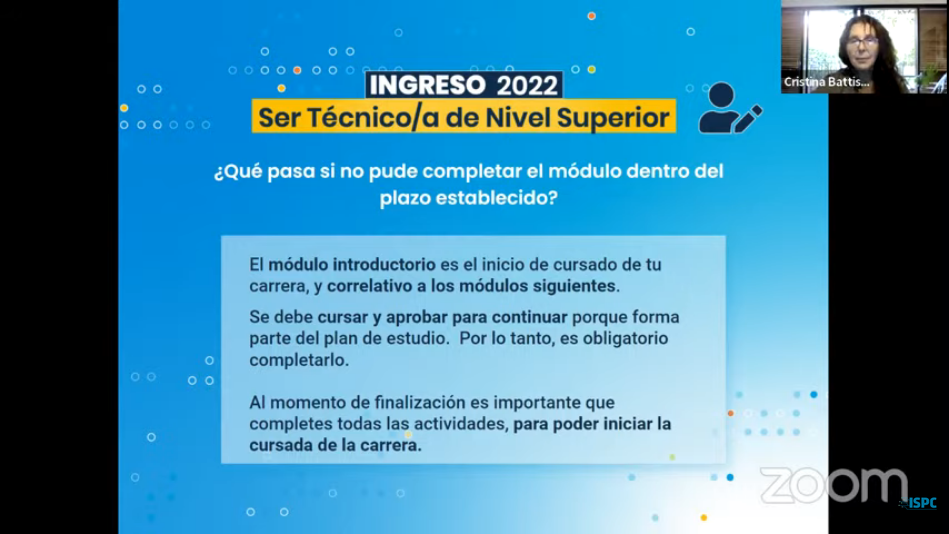 INGRESO 2022
Ser Técnico/a de Nivel Superior
Cristina Battis...
¿Qué pasa si no pude completar el módulo dentro del
plazo establecido?
El módulo introductorio es el inicio de cursado de tu
carrera, y correlativo a los módulos siguientes.
Se debe cursar y aprobar para continuar porque forma
parte del plan de estudio. Por lo tanto, es obligatorio
completarlo.
Al momento de finalización es importante que
completes todas las actividades, para poder iniciar la
cursada de la carrera.
zoom
ISPC